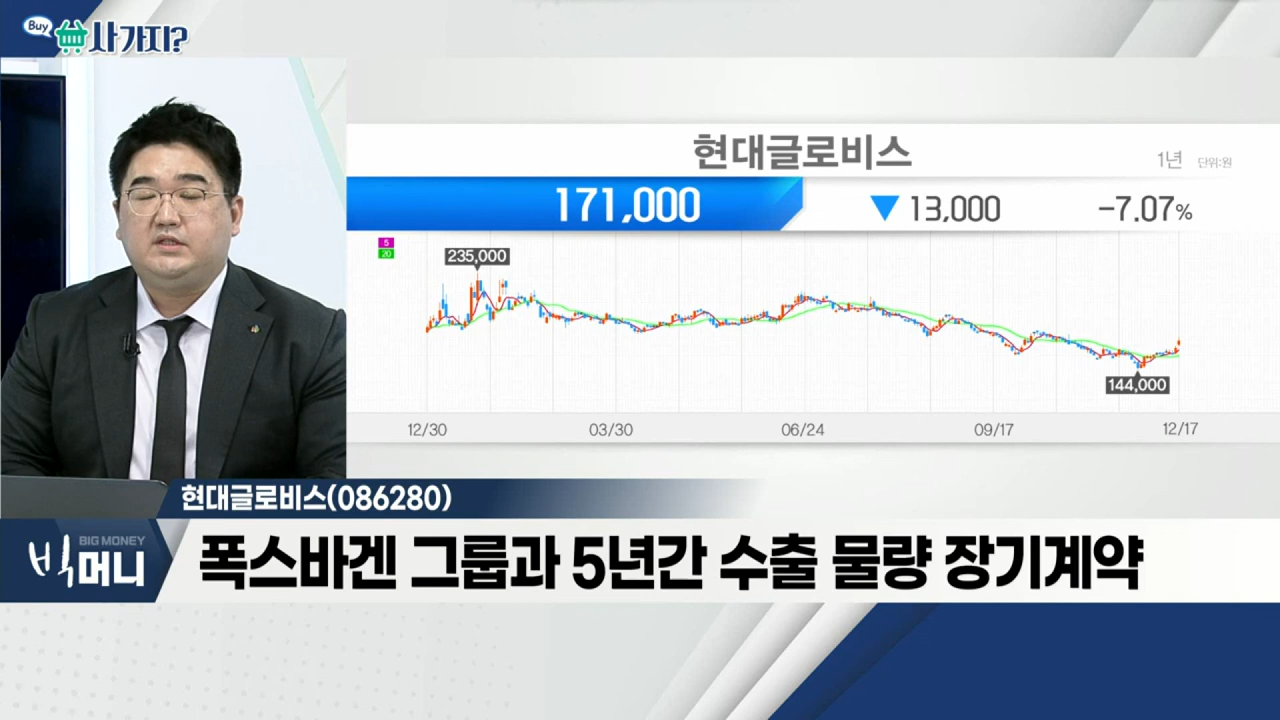 Buy 사가지?
현대글로비스
1년 단위:원
171,000 ▼ 13,000 -7.07%
5
20
235,000
144,000
12/30 03/30 06/24 09/17 12/17
현대글로비스(086280)
BIG MONEY
빅머니
폭스바겐 그룹과 5년간 수출 물량 장기계약